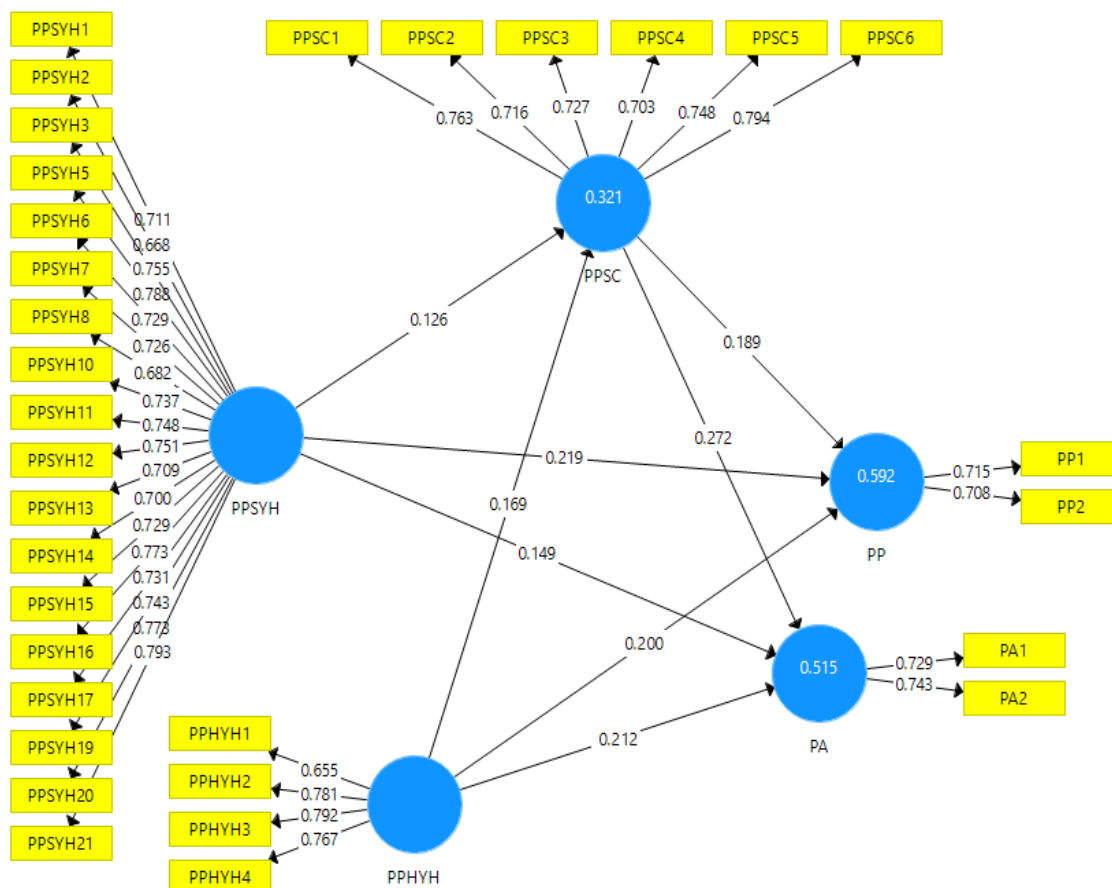 PPSYH1
PPSYH2
PPSYH3
PPSYH5
PPSYH6
PPSYH7
PPSYH8
PPSYH10
PPSYH11
PPSYH12
PPSYH13
PPSYH14
PPSYH15
PPSYH16
PPSYH17
PPSYH19
PPSYH20
PPSYH21
0.711
0.668
0.755
0.788
0.729
0.726
0.682
0.737
0.748
0.751
0.709
0.700
0.729
0.773
0.731
0.743
0.773
0.793
PPSYH
PPSC1 PPSC2 PPSC3 PPSC4 PPSC5 PPSC6
0.763 0.716 0.727 0.703 0.748 0.794
0.321
PPSC
0.126
0.189
0.272
0.219
0.169
0.149
0.200
0.212
0.592
PP
0.715 PP1
0.708 PP2
0.515
PA
0.729 PA1
0.743 PA2
PPHYH1 0.655
PPHYH2 0.781
PPHYH3 0.792
PPHYH4 0.767
PPHYH